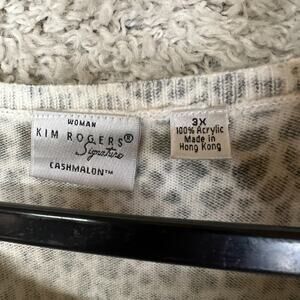 WOMAN
KIM ROGERS®
Signature
CASHMALON™
3X
100% Acrylic
Made in
Hong Kong